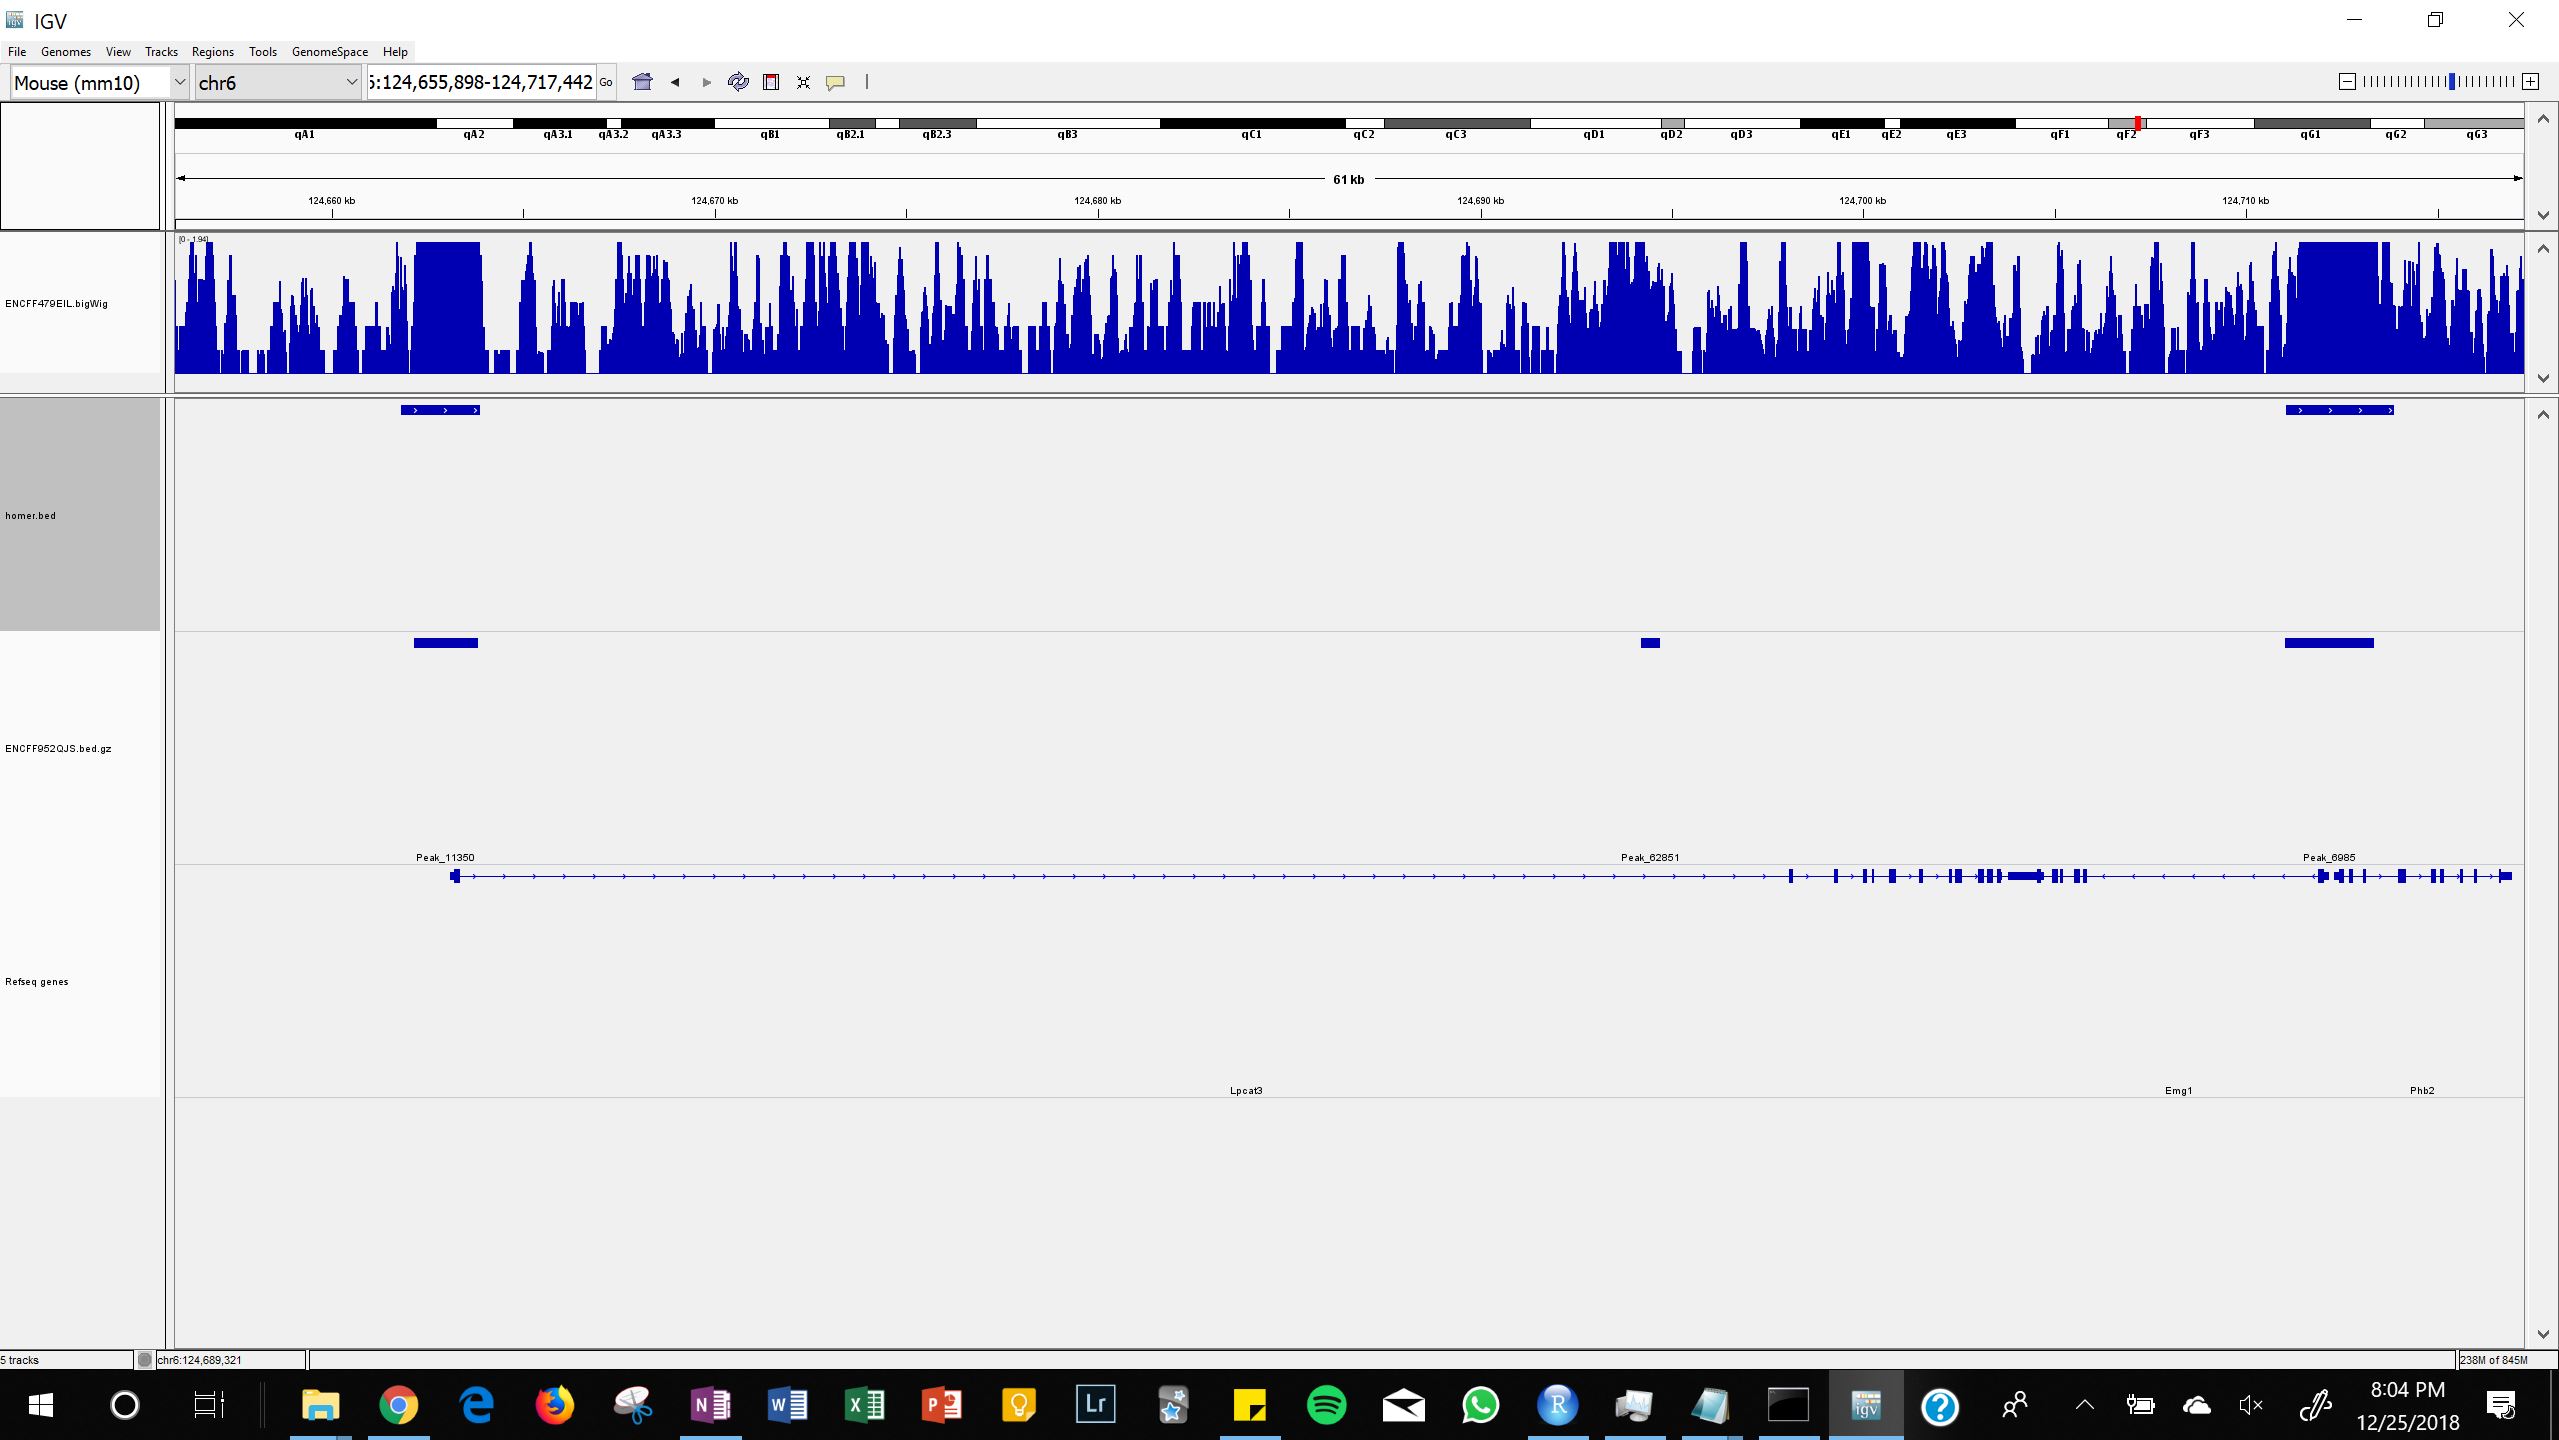 IGV
File Genomes View Tracks Regions Tools GenomeSpace Help
Mouse (mm10) chr6 5:124,655,898-124,717,442 Go
qA1 qA2 qA3.1 qA3.2 qA3.3 qB1 qB2.1 qB2.3 qB3 qC1 qC2 qC3 qD1 qD2 qD3 qE1 qE2 qE3 qF1 qF2 qF3 qG1 qG2 qG3
61 kb
124,660 kb 124,670 kb 124,680 kb 124,690 kb 124,700 kb 124,710 kb
[0 - 1.94]
ENCFF479EIL.bigWig
homer.bed
ENCFF952QJS.bed.gz
Peak_11350 Peak_62851 Peak_6985
Refseq genes
Lpcat3 Emg1 Phb2
5 tracks chr6:124,689,321 238M of 845M
Lr
R
igv
8:04 PM
12/25/2018